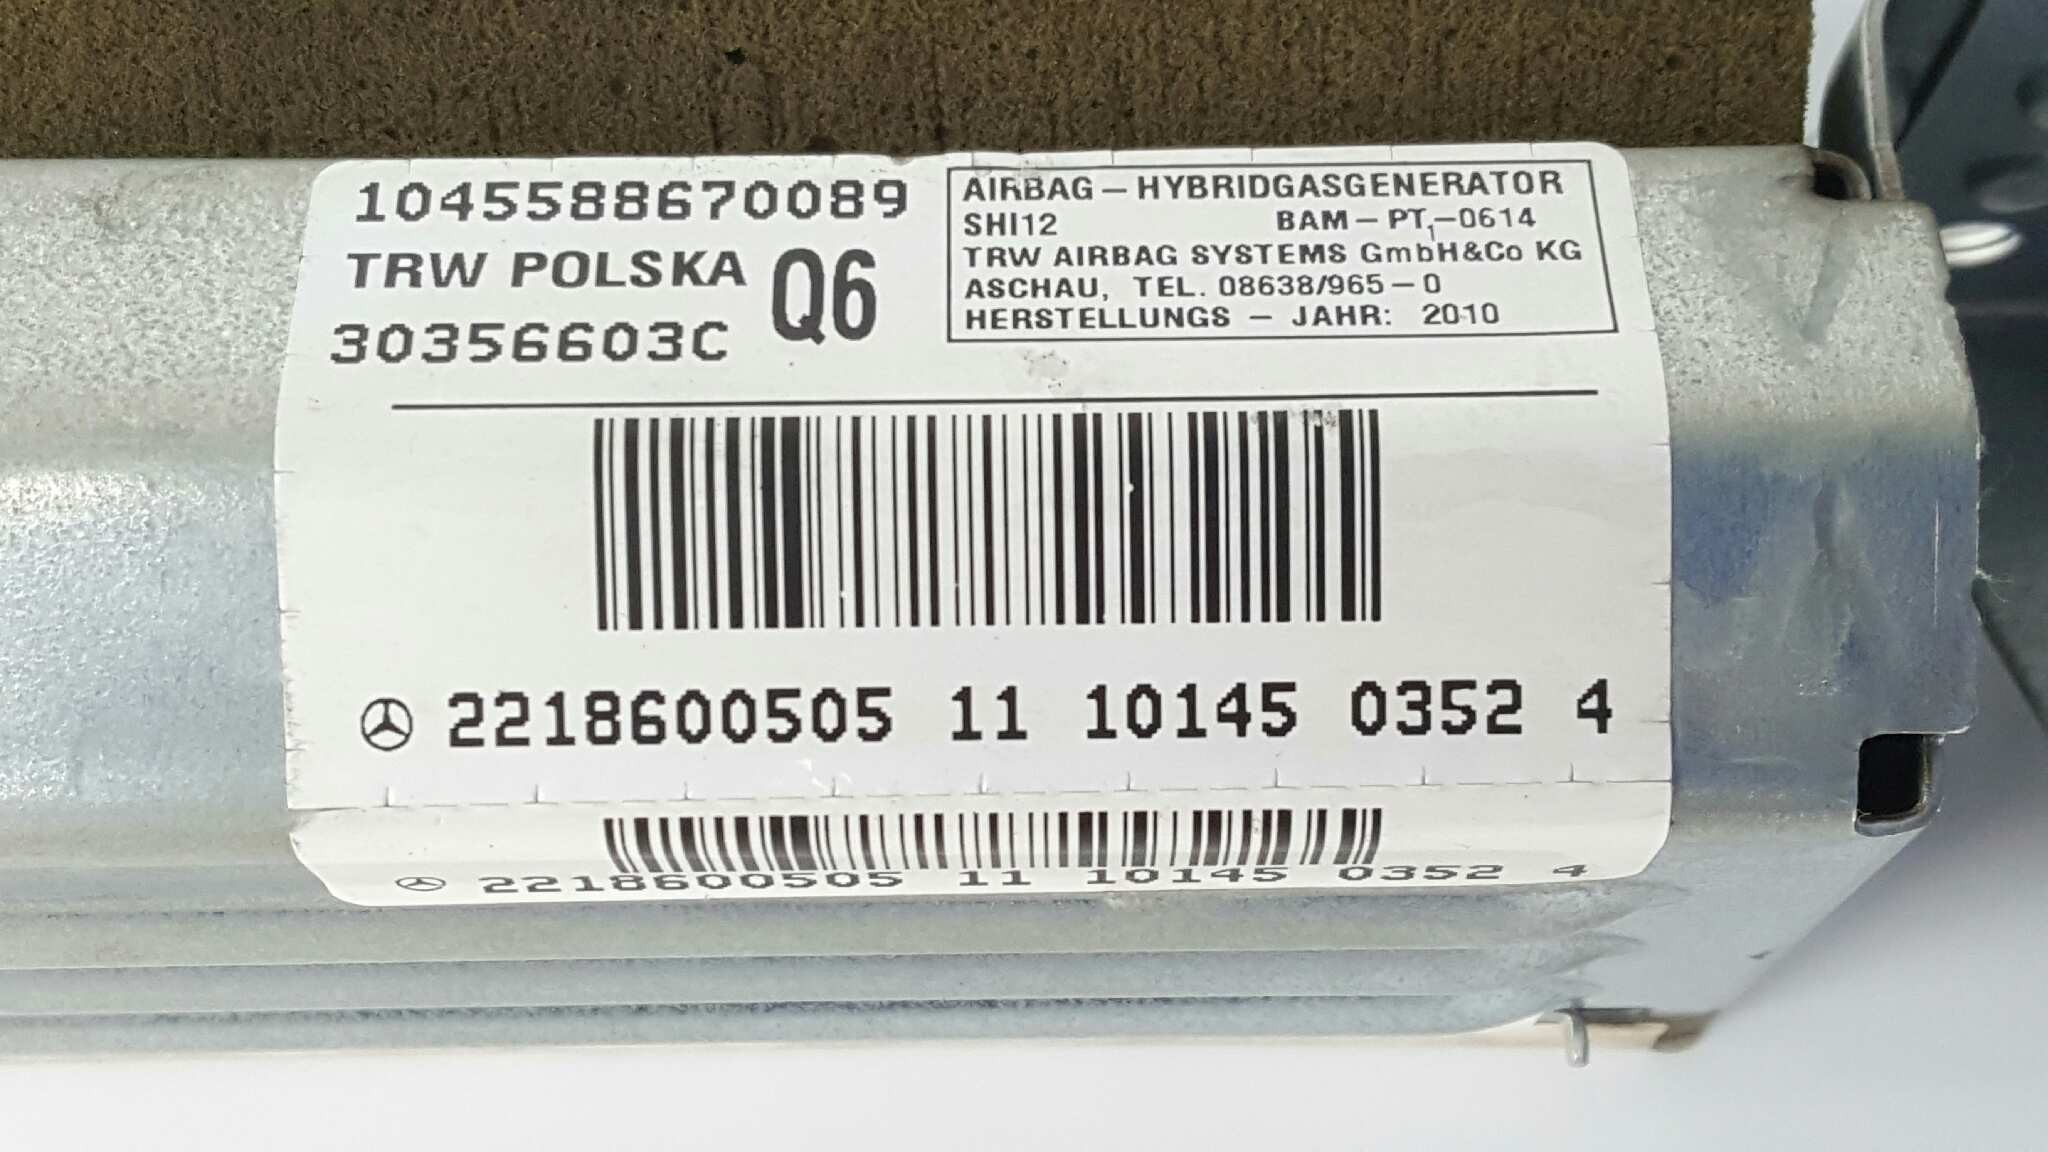 1045588670089
TRW POLSKA Q6
30356603C
AIRBAG – HYBRIDGASGENERATOR
SHI12 BAM – PT₁–0614
TRW AIRBAG SYSTEMS GmbH&Co KG
ASCHAU, TEL. 08638/965 – 0
HERSTELLUNGS – JAHR: 2010
2218600505 11 10145 0352 4
2218600505 11 10145 0352 4